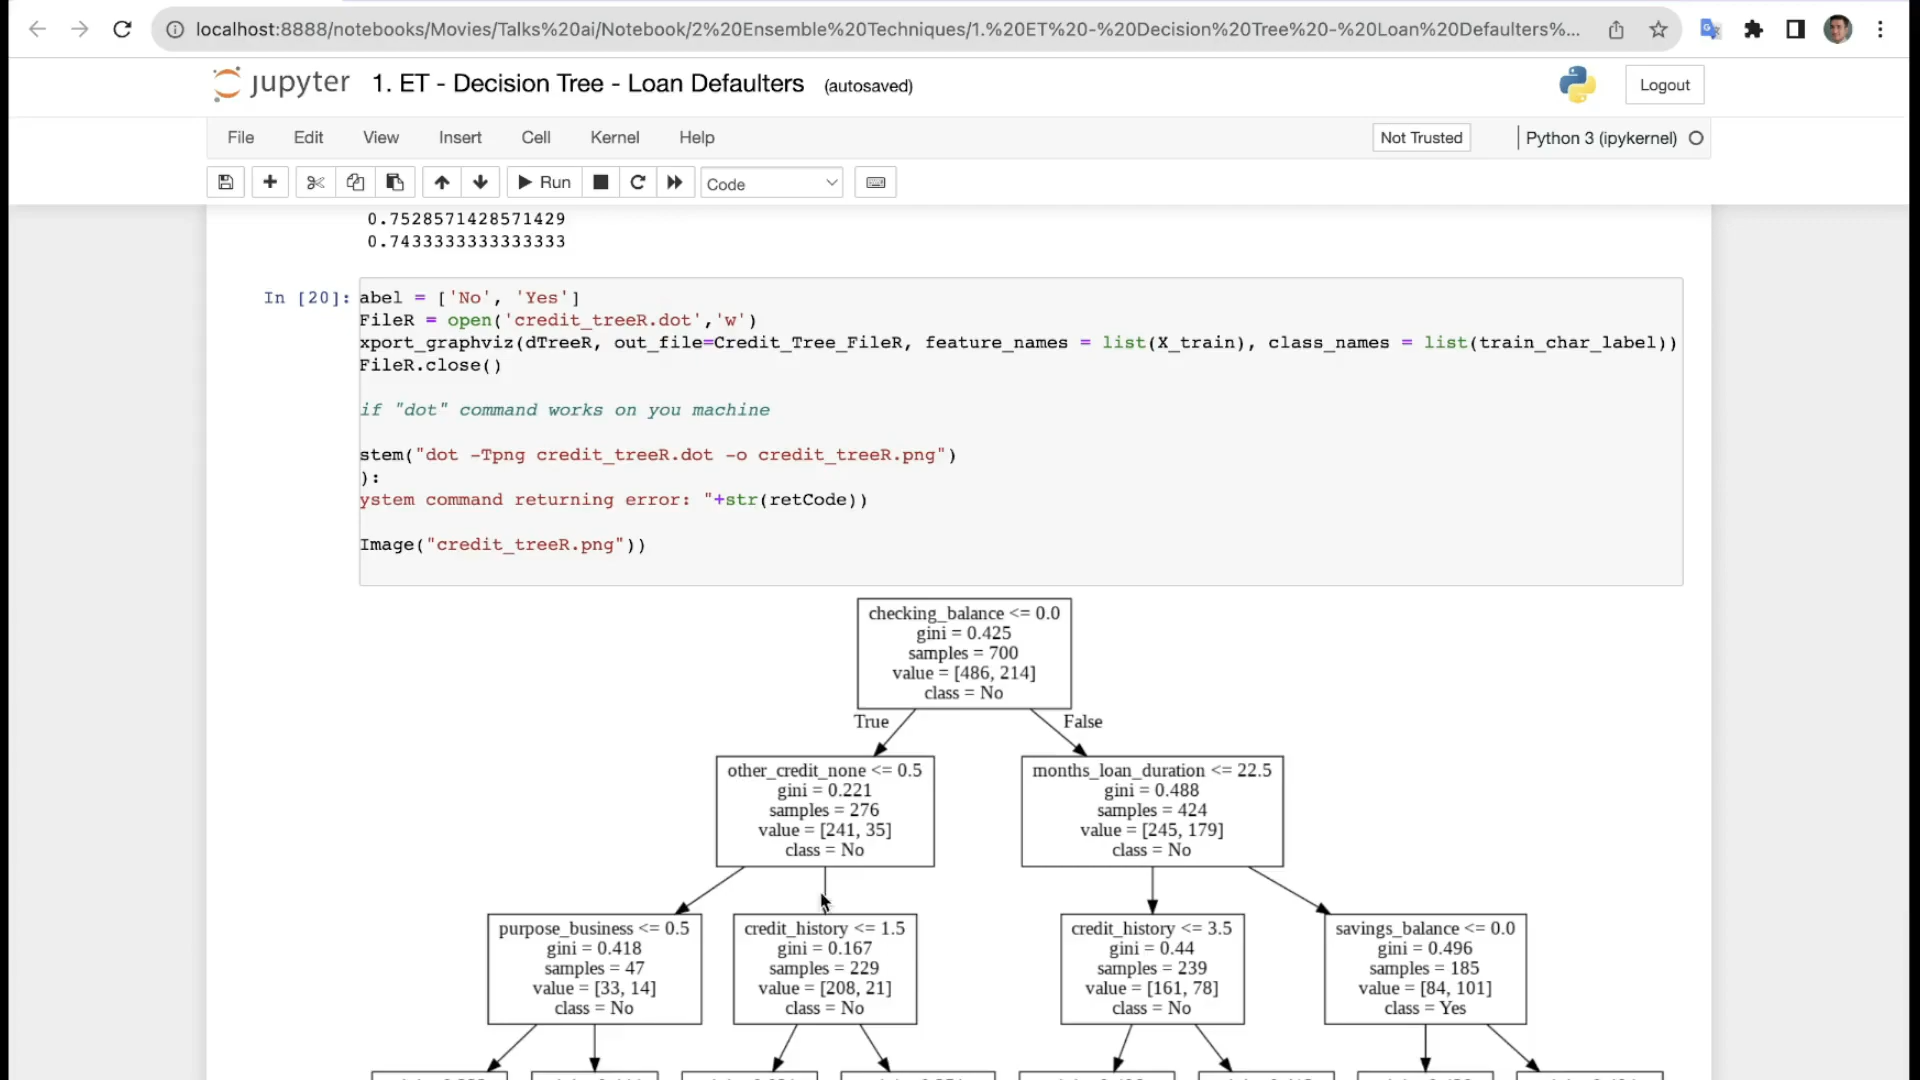 localhost:8888/notebooks/Movies/Talks%20ai/Notebook/2%20Ensemble%20Techniques/1.%20ET%20-%20Decision%20Tree%20-%20Loan%20Defaulters%...
jupyter 1. ET - Decision Tree - Loan Defaulters (autosaved)
Logout
File Edit View Insert Cell Kernel Help
Not Trusted
Python 3 (ipykernel)
Run
Code
0.7528571428571429
0.7433333333333333
In [20]:
abel = ['No', 'Yes']
FileR = open('credit_treeR.dot','w')
xport_graphviz(dTreeR, out_file=Credit_Tree_FileR, feature_names = list(X_train), class_names = list(train_char_label))
FileR.close()
if "dot" command works on you machine
stem("dot -Tpng credit_treeR.dot -o credit_treeR.png")
):
ystem command returning error: "+str(retCode))
Image("credit_treeR.png"))
checking_balance <= 0.0
gini = 0.425
samples = 700
value = [486, 214]
class = No
True
False
other_credit_none <= 0.5
gini = 0.221
samples = 276
value = [241, 35]
class = No
months_loan_duration <= 22.5
gini = 0.488
samples = 424
value = [245, 179]
class = No
purpose_business <= 0.5
gini = 0.418
samples = 47
value = [33, 14]
class = No
credit_history <= 1.5
gini = 0.167
samples = 229
value = [208, 21]
class = No
credit_history <= 3.5
gini = 0.44
samples = 239
value = [161, 78]
class = No
savings_balance <= 0.0
gini = 0.496
samples = 185
value = [84, 101]
class = Yes